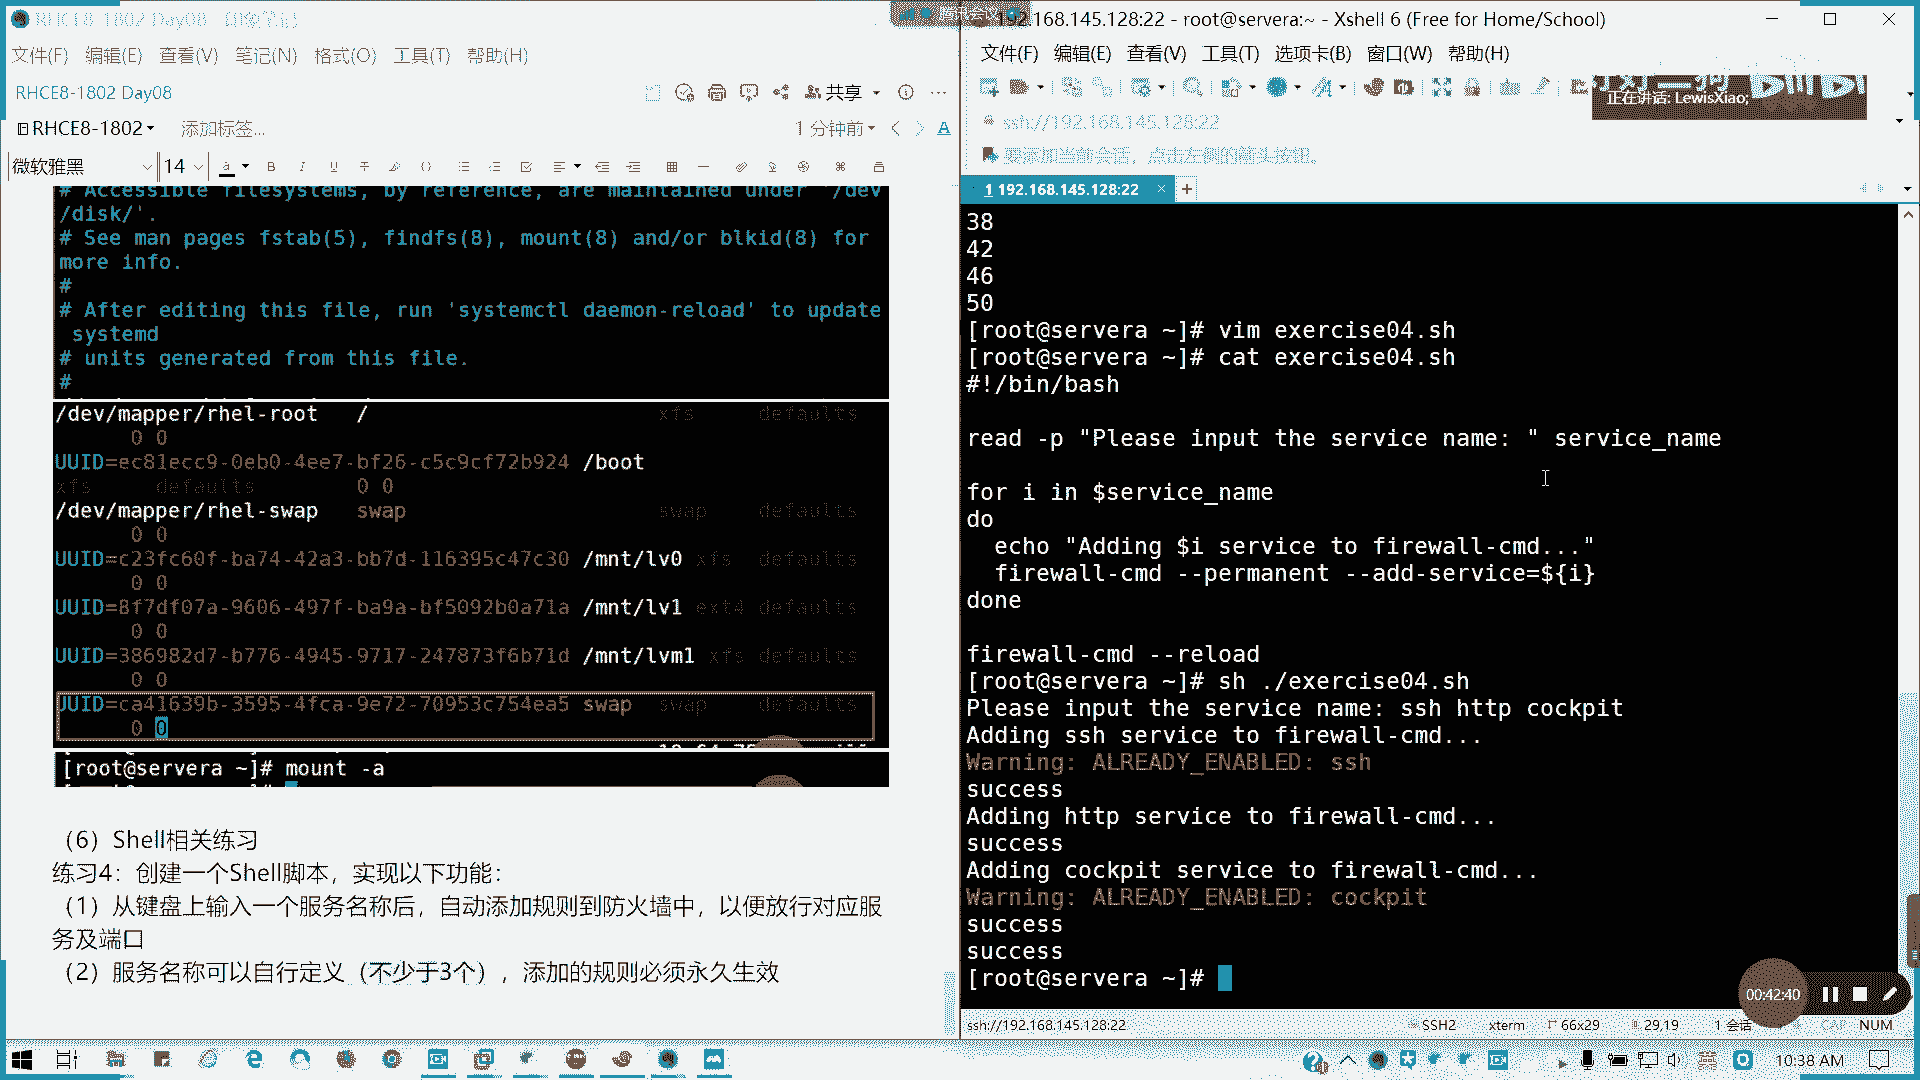 RHCE8-1802 Day08
文件(F) 编辑(E) 查看(V) 笔记(N) 格式(O) 工具(T) 帮助(H)
RHCE8-1802 Day08
共享
RHCE8-1802 添加标签...
1 分钟前
微软雅黑 14
# Accessible filesystems, by reference, are maintained under '/dev
/disk/'.
# See man pages fstab(5), findfs(8), mount(8) and/or blkid(8) for
more info.
#
# After editing this file, run 'systemctl daemon-reload' to update
systemd
# units generated from this file.
#
/dev/mapper/rhel-root / xfs defaults
0 0
UUID=ec81ecc9-0eb0-4ee7-bf26-c5c9cf72b924 /boot
xfs defaults 0 0
/dev/mapper/rhel-swap swap swap defaults
0 0
UUID=c23fc60f-ba74-42a3-bb7d-116395c47c30 /mnt/lv0 xfs defaults
0 0
UUID=8f7df07a-9606-497f-ba9a-bf5092b0a71a /mnt/lv1 ext4 defaults
0 0
UUID=386982d7-b776-4945-9717-247873f6b71d /mnt/lvm1 xfs defaults
0 0
UUID=ca41639b-3595-4fca-9e72-70953c754ea5 swap swap defaults
0 0
[root@servera ~]# mount -a
（6）Shell相关练习
练习4：创建一个Shell脚本，实现以下功能：
（1）从键盘上输入一个服务名称后，自动添加规则到防火墙中，以便放行对应服
务及端口
（2）服务名称可以自行定义（不少于3个），添加的规则必须永久生效
腾讯会议
192.168.145.128:22 - root@servera:~ - Xshell 6 (Free for Home/School)
文件(F) 编辑(E) 查看(V) 工具(T) 选项卡(B) 窗口(W) 帮助(H)
正在讲话: LewisXiao;
ssh://192.168.145.128:22
要添加当前会话，点击左侧的箭头按钮。
1 192.168.145.128:22
38
42
46
50
[root@servera ~]# vim exercise04.sh
[root@servera ~]# cat exercise04.sh
#!/bin/bash
read -p "Please input the service name: " service_name
for i in $service_name
do
echo "Adding $i service to firewall-cmd..."
firewall-cmd --permanent --add-service=${i}
done
firewall-cmd --reload
[root@servera ~]# sh ./exercise04.sh
Please input the service name: ssh http cockpit
Adding ssh service to firewall-cmd...
Warning: ALREADY_ENABLED: ssh
success
Adding http service to firewall-cmd...
success
Adding cockpit service to firewall-cmd...
Warning: ALREADY_ENABLED: cockpit
success
success
[root@servera ~]#
00:42:40
ssh://192.168.145.128:22 SSH2 xterm 66x29 29,19 1 会话 CAP NUM
10:38 AM